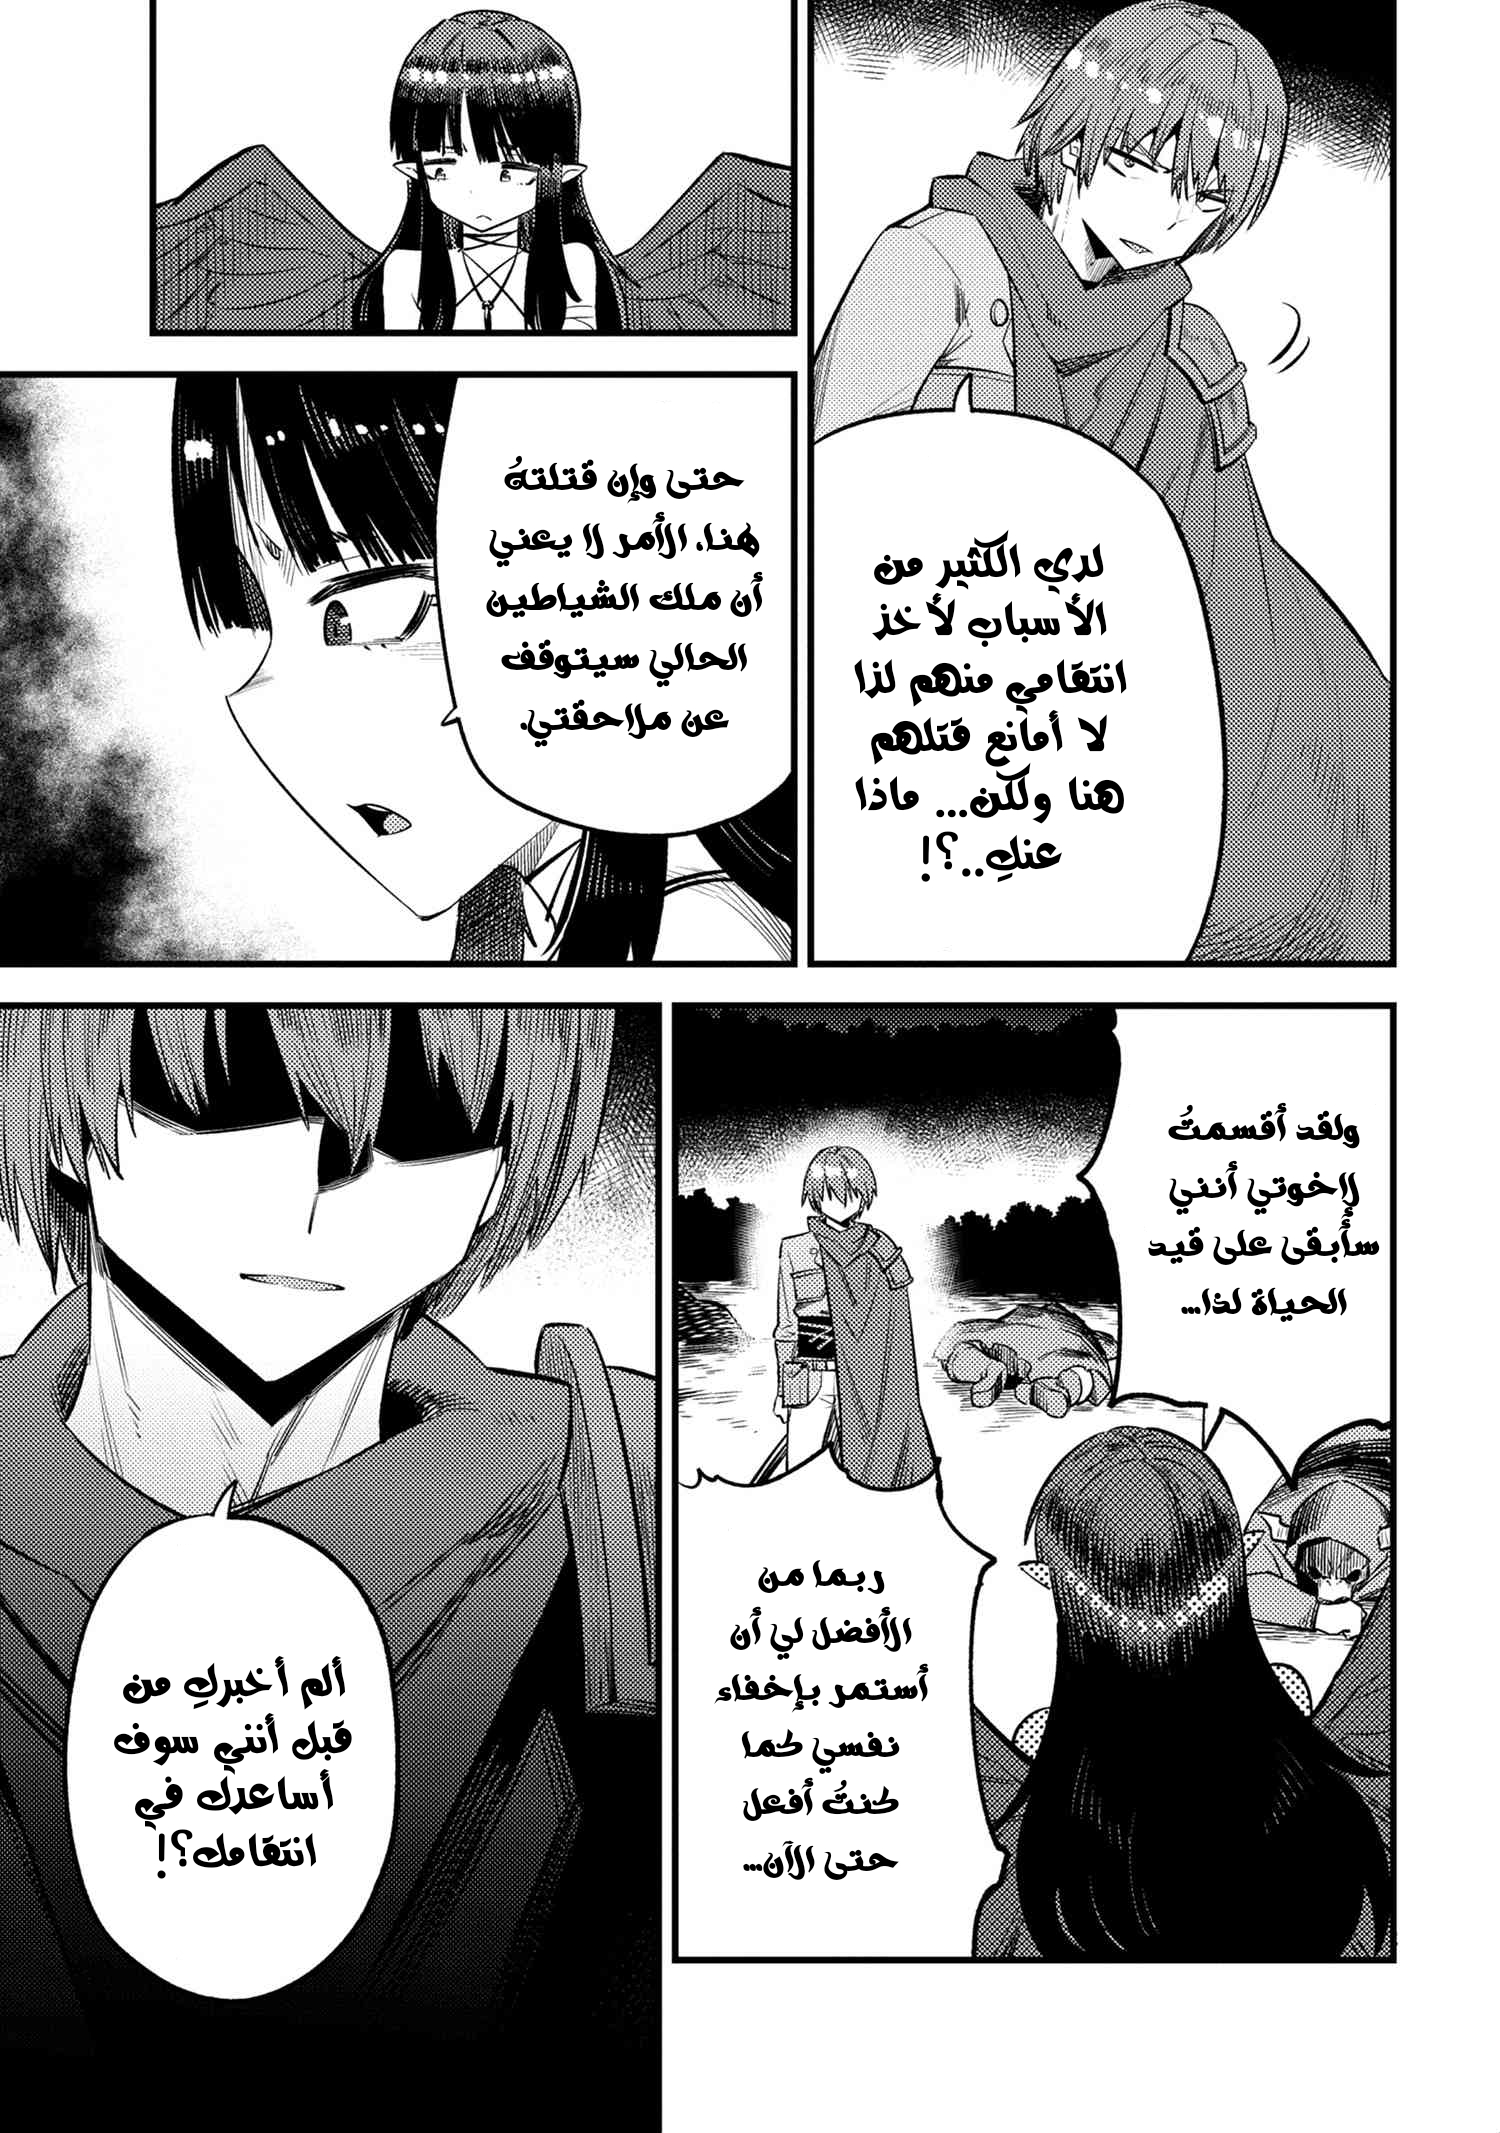 لدي الكثير من
الأسباب لأخذ
انتقامي منهم لذا
لا أمانع قتلهم
هنا ولكن... ماذا
عنكِ..؟!
حتى وإن قتلتهُ
هنا، الأمر لا يعني
أن ملك الشياطين
الحالي سيتوقف
عن ملاحقتي.
ولقد أقسمتُ
لإخوتي أنني
سأبقى على قيد
الحياة لذا...
ربما من
الأفضل لي أن
أستمر بإخفاء
نفسي كما
كنتُ أفعل
حتى الآن...
ألم أخبركِ من
قبل أنني سوف
أساعدك في
انتقامك؟!